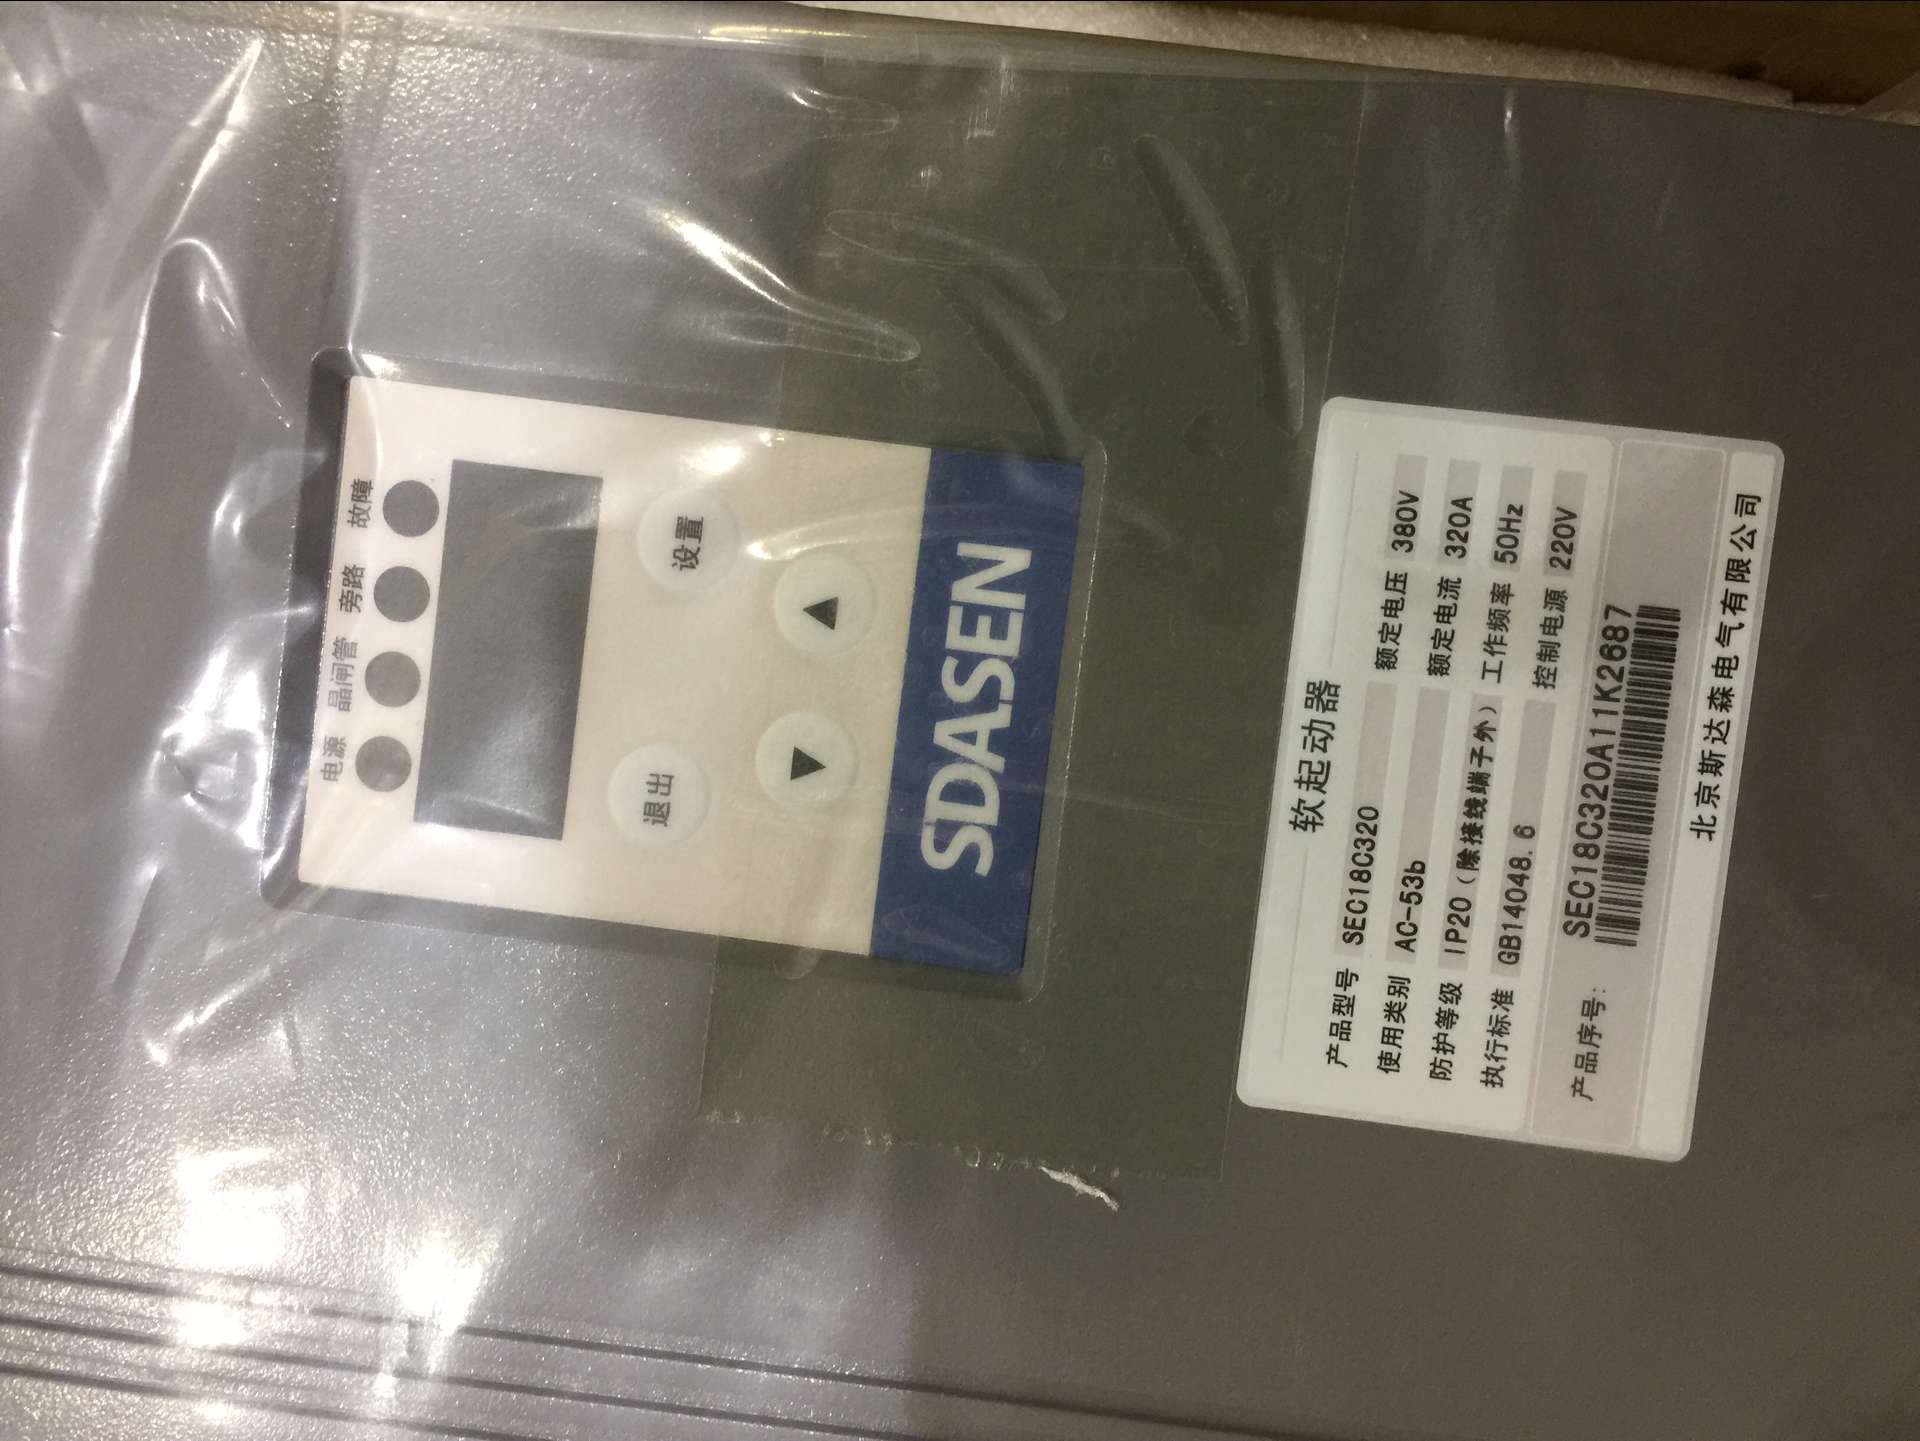 电源 晶闸管 旁路 故障
退出 设置
SDASEN
软起动器
产品型号 SEC18C320 额定电压 380V
使用类别 AC-53b 额定电流 320A
防护等级 IP20(除接线端子外) 工作频率 50Hz
执行标准 GB14048.6 控制电源 220V
产品序号: SEC18C320A11K2687
北京斯达森电气有限公司